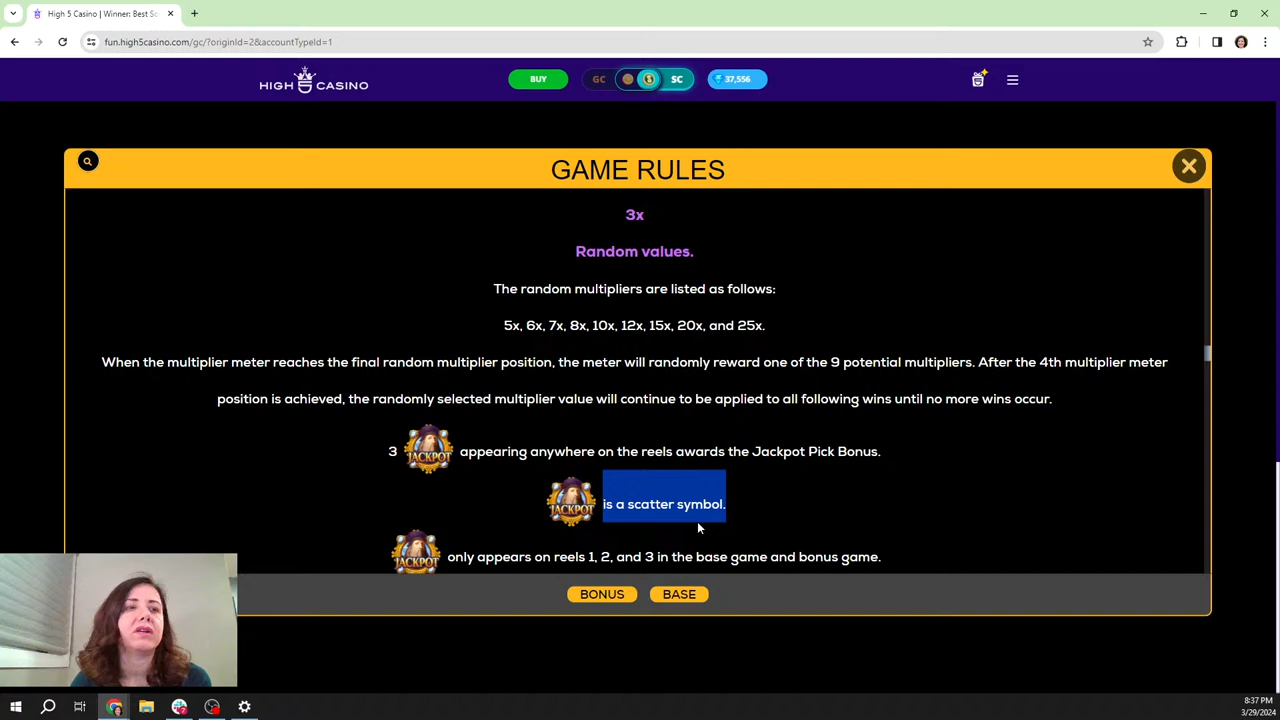 High 5 Casino | Winner: Best So
fun.high5casino.com/gc/?originId=2&accountTypeId=1
HIGH 5 CASINO
BUY
GC
SC
37,556
GAME RULES
3x
Random values.
The random multipliers are listed as follows:
5x, 6x, 7x, 8x, 10x, 12x, 15x, 20x, and 25x.
When the multiplier meter reaches the final random multiplier position, the meter will randomly reward one of the 9 potential multipliers. After the 4th multiplier meter
position is achieved, the randomly selected multiplier value will continue to be applied to all following wins until no more wins occur.
3 JACKPOT appearing anywhere on the reels awards the Jackpot Pick Bonus.
JACKPOT is a scatter symbol.
JACKPOT only appears on reels 1, 2, and 3 in the base game and bonus game.
BONUS
BASE
8:37 PM
3/29/2024